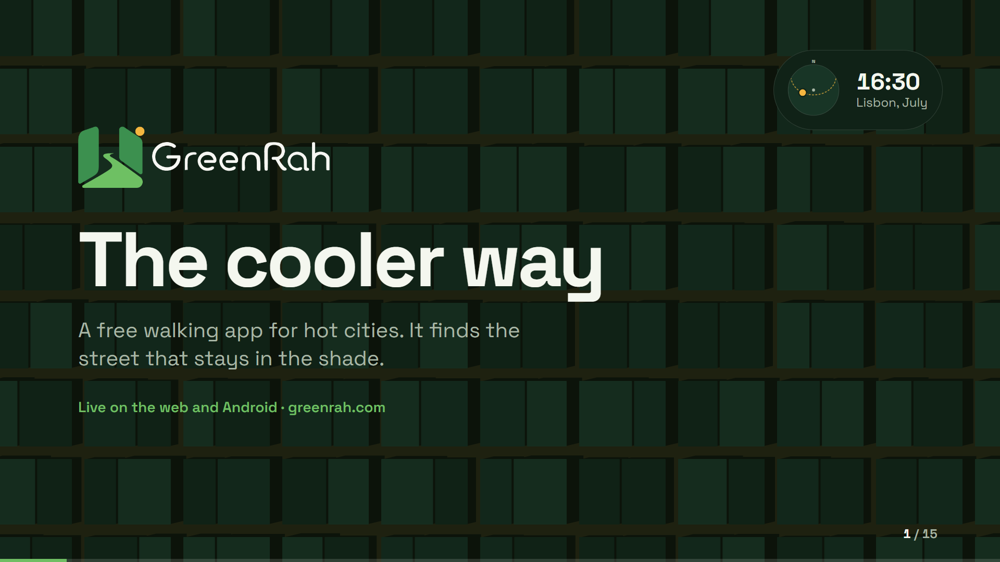 N
16:30
Lisbon, July
GreenRah
The cooler way
A free walking app for hot cities. It finds the
street that stays in the shade.
Live on the web and Android · greenrah.com
1 / 15